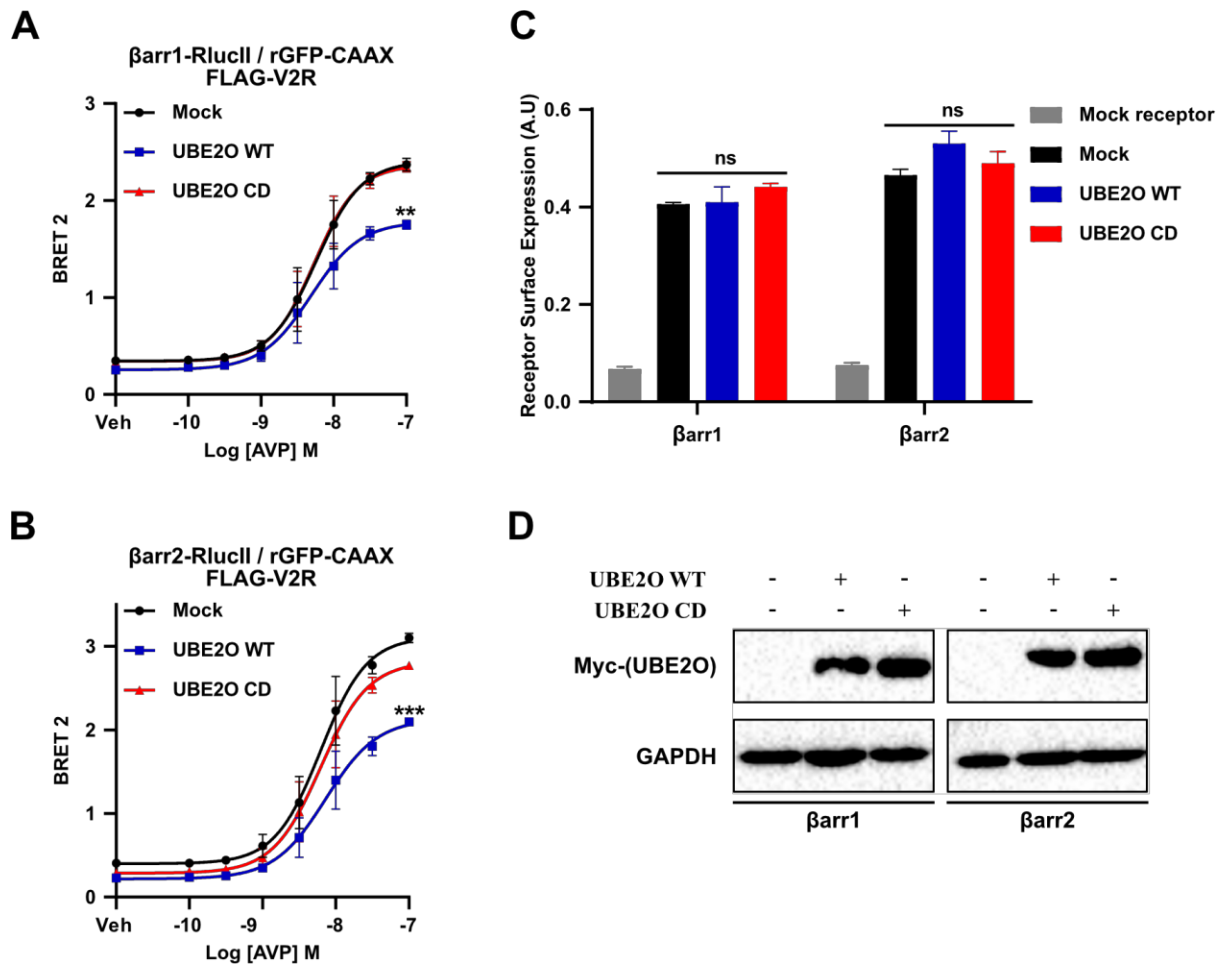 A
βarr1-RlucII / rGFP-CAAX
FLAG-V2R
Mock
UBE2O WT
UBE2O CD
BRET 2
3
2
1
0
**
Veh -10 -9 -8 -7
Log [AVP] M
B
βarr2-RlucII / rGFP-CAAX
FLAG-V2R
Mock
UBE2O WT
UBE2O CD
BRET 2
3
2
1
0
***
Veh -10 -9 -8 -7
Log [AVP] M
C
Receptor Surface Expression (A.U)
0.6
0.4
0.2
0.0
ns
ns
βarr1 βarr2
Mock receptor
Mock
UBE2O WT
UBE2O CD
D
UBE2O WT - + - - + -
UBE2O CD - - + - - +
Myc-(UBE2O)
GAPDH
βarr1 βarr2